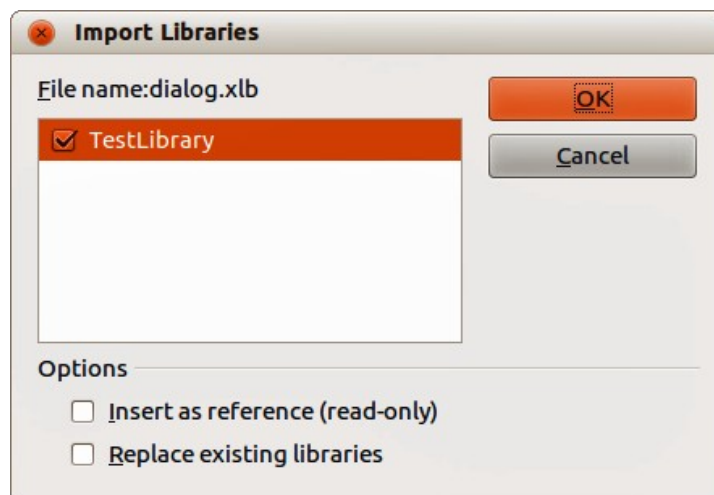 Import Libraries
File name:dialog.xlb
OK
TestLibrary
Cancel
Options
Insert as reference (read-only)
Replace existing libraries